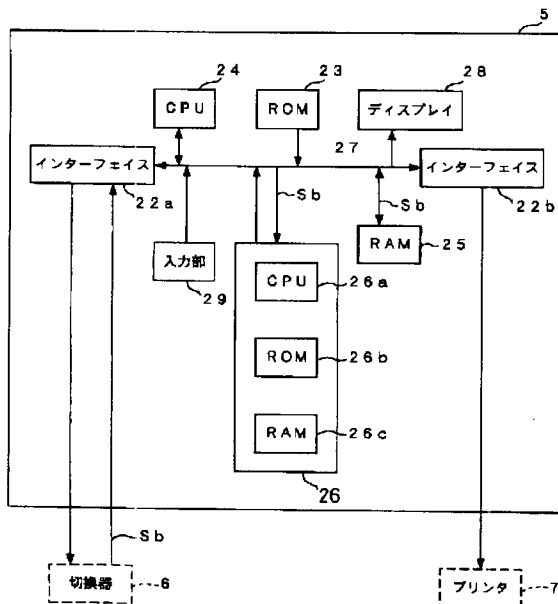 5
24
23
28
CPU
ROM
ディスプレイ
27
インターフェイス
インターフェイス
22a
22b
Sb
Sb
入力部
29
RAM
25
CPU
26a
ROM
26b
RAM
26c
26
Sb
切換器
6
プリンタ
7